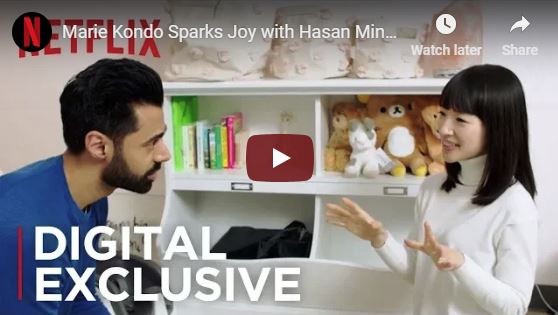 NETFLIX
N Marie Kondo Sparks Joy with Hasan Min...
Watch later
Share
DIGITAL
EXCLUSIVE